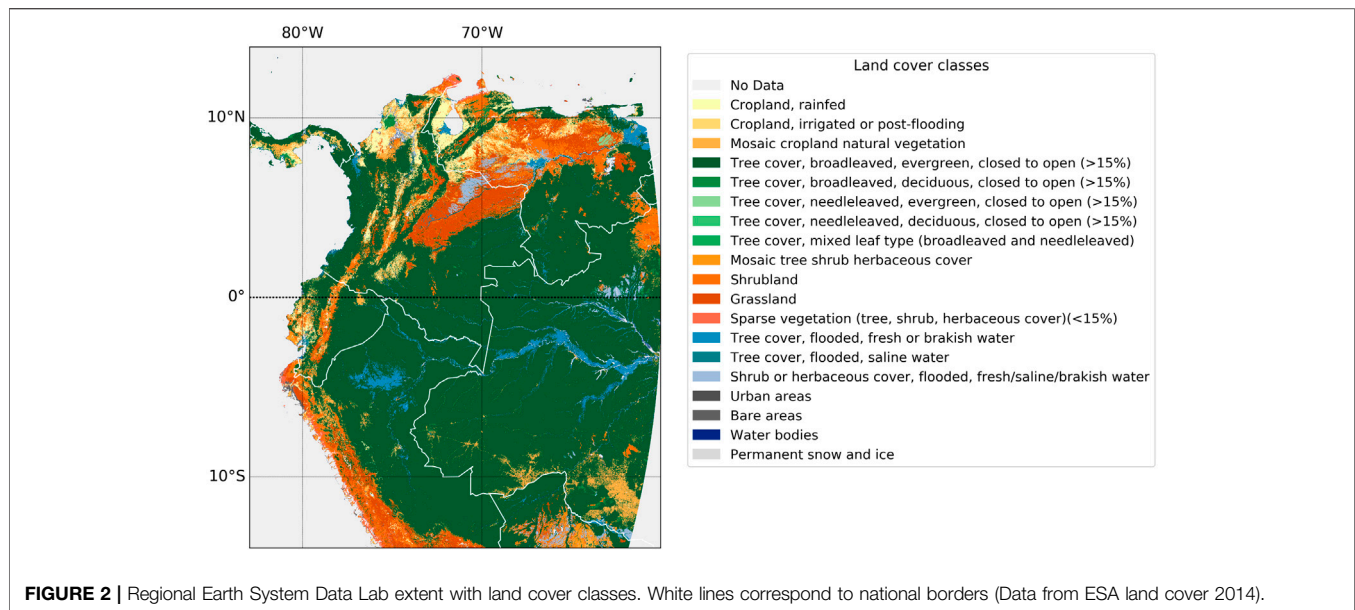 80°W 70°W
10°N
0°
10°S
Land cover classes
No Data
Cropland, rainfed
Cropland, irrigated or post-flooding
Mosaic cropland natural vegetation
Tree cover, broadleaved, evergreen, closed to open (>15%)
Tree cover, broadleaved, deciduous, closed to open (>15%)
Tree cover, needleleaved, evergreen, closed to open (>15%)
Tree cover, needleleaved, deciduous, closed to open (>15%)
Tree cover, mixed leaf type (broadleaved and needleleaved)
Mosaic tree shrub herbaceous cover
Shrubland
Grassland
Sparse vegetation (tree, shrub, herbaceous cover)(<15%)
Tree cover, flooded, fresh or brakish water
Tree cover, flooded, saline water
Shrub or herbaceous cover, flooded, fresh/saline/brakish water
Urban areas
Bare areas
Water bodies
Permanent snow and ice
FIGURE 2 | Regional Earth System Data Lab extent with land cover classes. White lines correspond to national borders (Data from ESA land cover 2014).